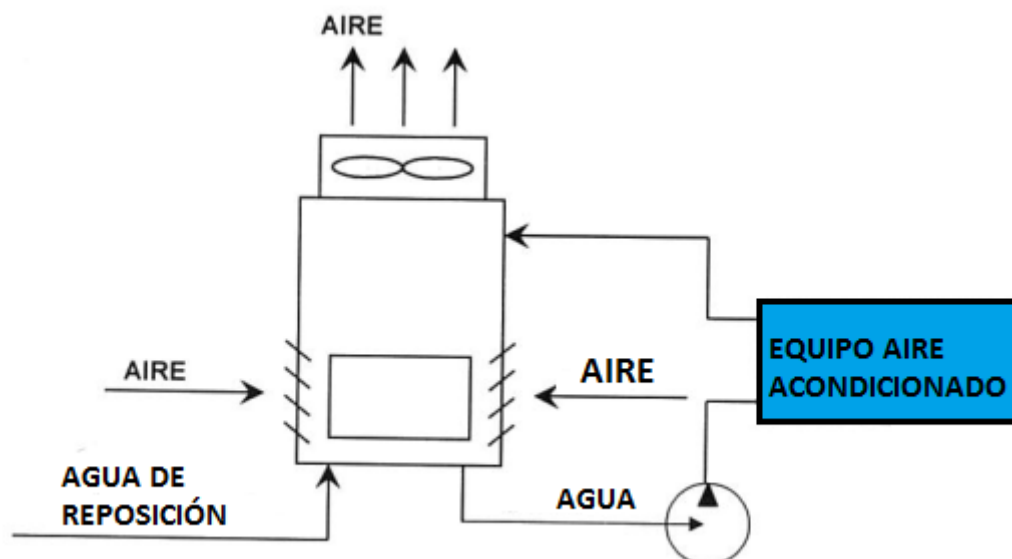 AIRE
AIRE
AIRE
EQUIPO AIRE
ACONDICIONADO
AGUA DE
REPOSICIÓN
AGUA